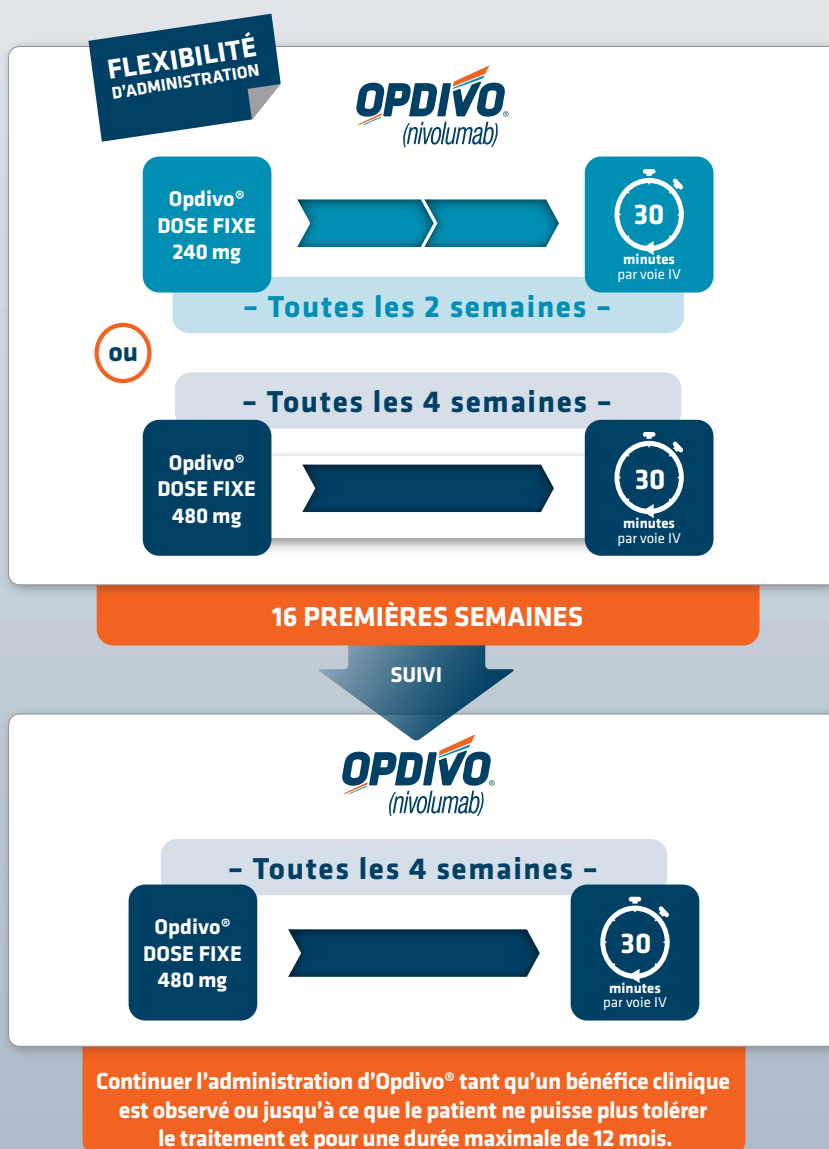 FLEXIBILITÉ
D'ADMINISTRATION
OPDIVO®
(nivolumab)
Opdivo®
DOSE FIXE
240 mg
30
minutes
par voie IV
– Toutes les 2 semaines –
ou
– Toutes les 4 semaines –
Opdivo®
DOSE FIXE
480 mg
30
minutes
par voie IV
16 PREMIÈRES SEMAINES
SUIVI
OPDIVO®
(nivolumab)
– Toutes les 4 semaines –
Opdivo®
DOSE FIXE
480 mg
30
minutes
par voie IV
Continuer l’administration d’Opdivo® tant qu’un bénéfice clinique
est observé ou jusqu’à ce que le patient ne puisse plus tolérer
le traitement et pour une durée maximale de 12 mois.